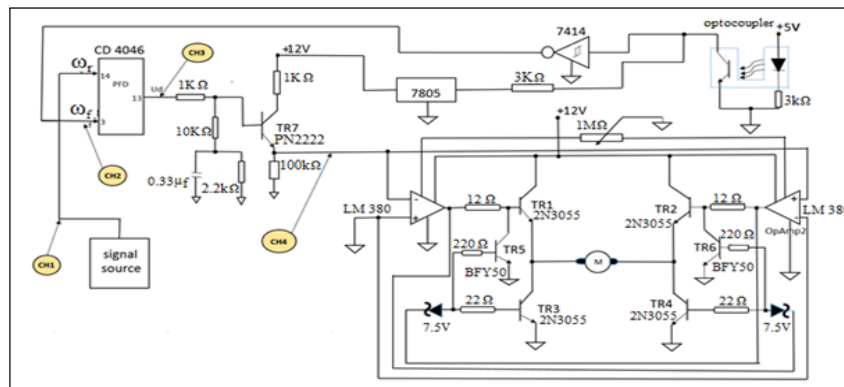 CD 4046
ωr
14
PFD
13
ωf
3
CH3
CH2
CH1
signal
source
Ud
1KΩ
10KΩ
0.33μf
2.2kΩ
+12V
1KΩ
TR7
PN2222
100kΩ
CH4
7805
3KΩ
7414
optocoupler
+5V
3kΩ
+12V
1MΩ
LM 380
-
+
12 Ω
TR1
2N3055
220 Ω
TR5
BFY50
7.5V
22 Ω
TR3
2N3055
M
TR2
2N3055
12 Ω
+
-
LM 380
OpAmp2
220 Ω
TR6
BFY50
TR4
2N3055
22 Ω
7.5V